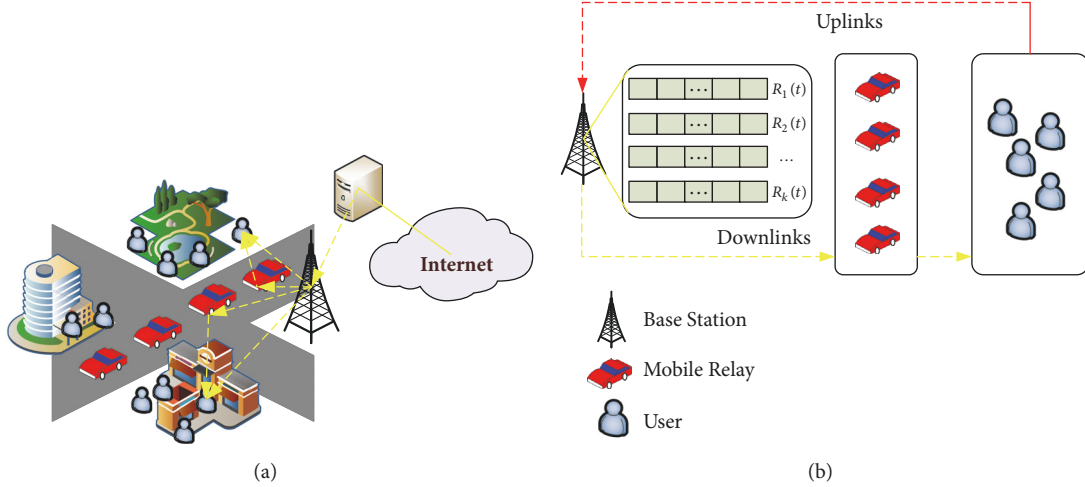 Internet
(a)
Uplinks
R₁(t)
R₂(t)
...
Rₖ(t)
Downlinks
Base Station
Mobile Relay
User
(b)